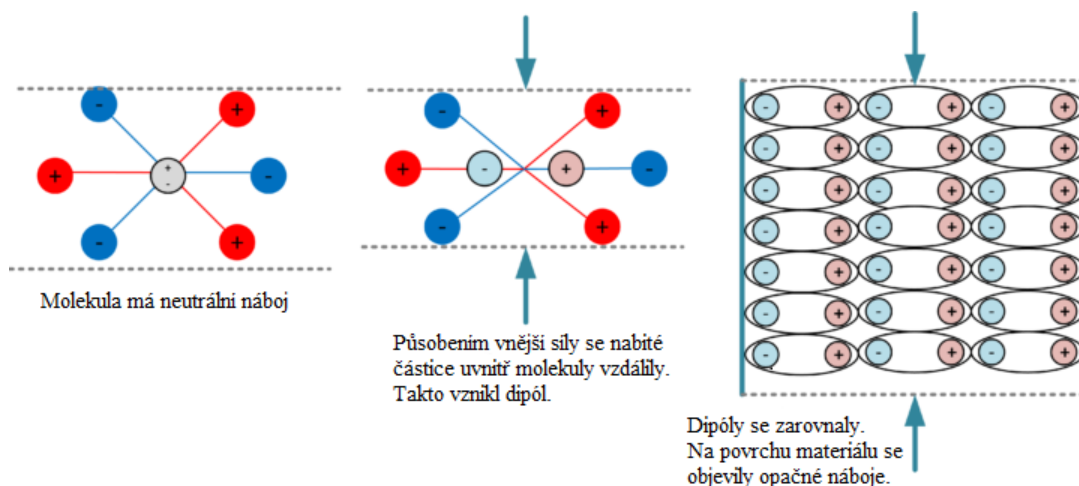 Molekula má neutrální náboj
Působením vnější síly se nabité
částice uvnitř molekuly vzdálily.
Takto vznikl dipól.
Dipóly se zarovnaly.
Na povrchu materiálu se
objevily opačné náboje.